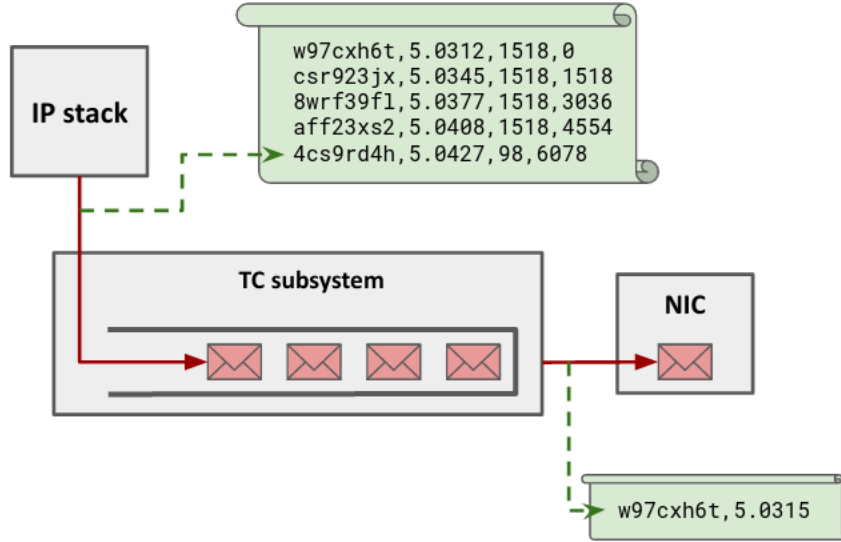 w97cxh6t,5.0312,1518,0
csr923jx,5.0345,1518,1518
8wrf39fl,5.0377,1518,3036
aff23xs2,5.0408,1518,4554
4cs9rd4h,5.0427,98,6078
IP stack
TC subsystem
NIC
w97cxh6t,5.0315